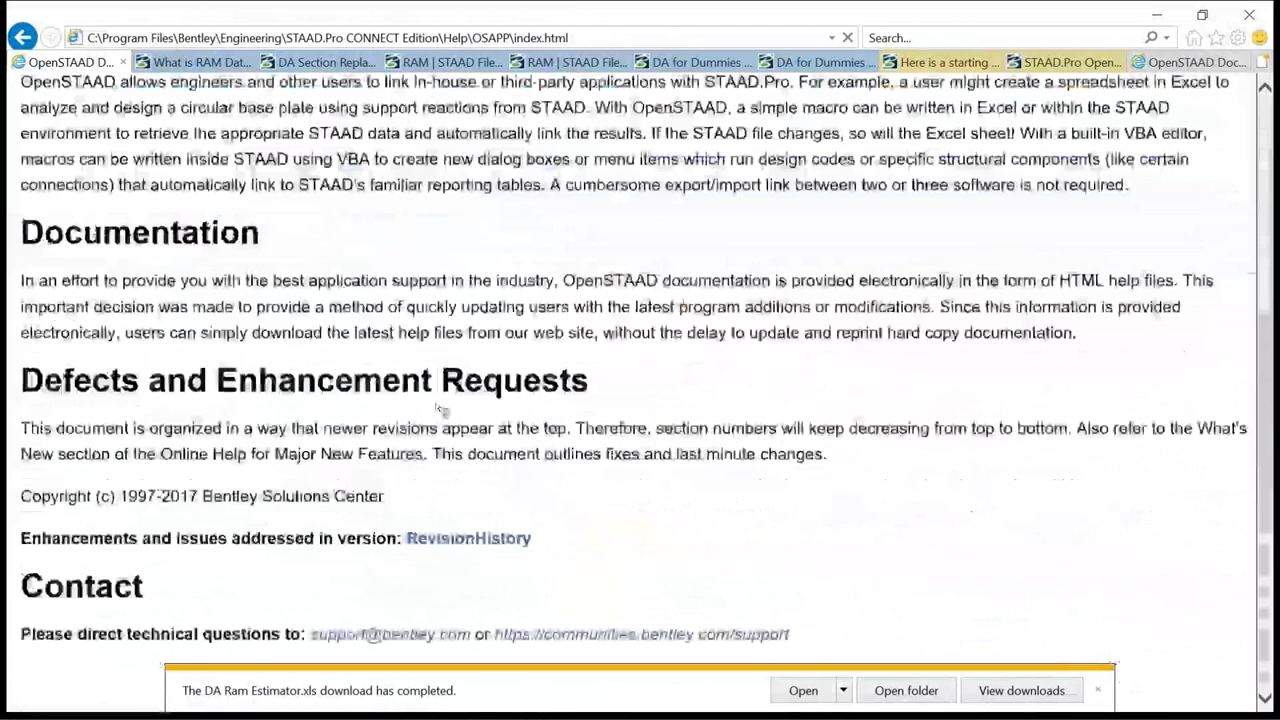 C:\Program Files\Bentley\Engineering\STAAD.Pro CONNECT Edition\Help\OSAPP\index.html
Search...
OpenSTAAD D...
What is RAM Dat...
DA Section Repla...
RAM | STAAD File...
RAM | STAAD File...
DA for Dummies ...
DA for Dummies ...
Here is a starting ...
STAAD.Pro Open...
OpenSTAAD Doc...
OpenSTAAD allows engineers and other users to link in-house or third-party applications with STAAD.Pro. For example, a user might create a spreadsheet in Excel to
analyze and design a circular base plate using support reactions from STAAD. With OpenSTAAD, a simple macro can be written in Excel or within the STAAD
environment to retrieve the appropriate STAAD data and automatically link the results. If the STAAD file changes, so will the Excel sheet! With a built-in VBA editor,
macros can be written inside STAAD using VBA to create new dialog boxes or menu items which run design codes or specific structural components (like certain
connections) that automatically link to STAAD's familiar reporting tables. A cumbersome export/import link between two or three software is not required.
Documentation
In an effort to provide you with the best application support in the industry, OpenSTAAD documentation is provided electronically in the form of HTML help files. This
important decision was made to provide a method of quickly updating users with the latest program additions or modifications. Since this information is provided
electronically, users can simply download the latest help files from our web site, without the delay to update and reprint hard copy documentation.
Defects and Enhancement Requests
This document is organized in a way that newer revisions appear at the top. Therefore, section numbers will keep decreasing from top to bottom. Also refer to the What's
New section of the Online Help for Major New Features. This document outlines fixes and last minute changes.
Copyright (c) 1997-2017 Bentley Solutions Center
Enhancements and issues addressed in version: RevisionHistory
Contact
Please direct technical questions to: support@bentley.com or https://communities.bentley.com/support
The DA Ram Estimator.xls download has completed.
Open
Open folder
View downloads